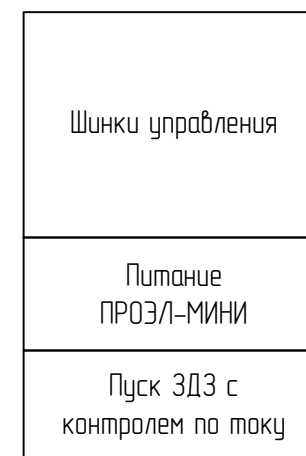 Шинки управления
Питание
ПРОЭЛ-МИНИ
Пуск ЗДЗ с
контролем по току